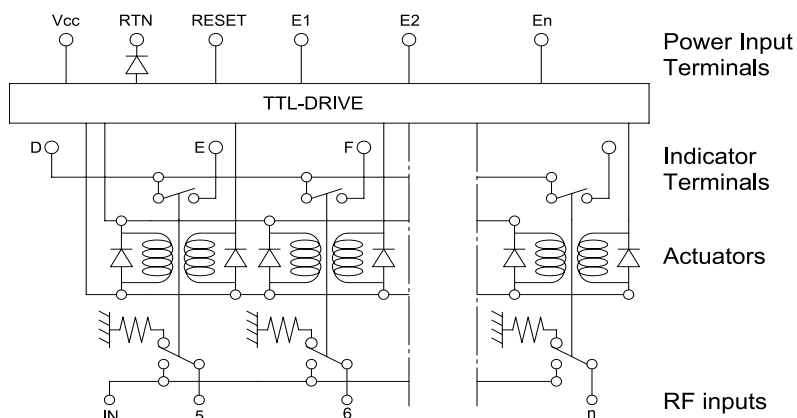 Vcc RTN RESET E1 E2 En
Power Input
Terminals
TTL-DRIVE
D E F
Indicator
Terminals
Actuators
IN 5 6 n
RF inputs